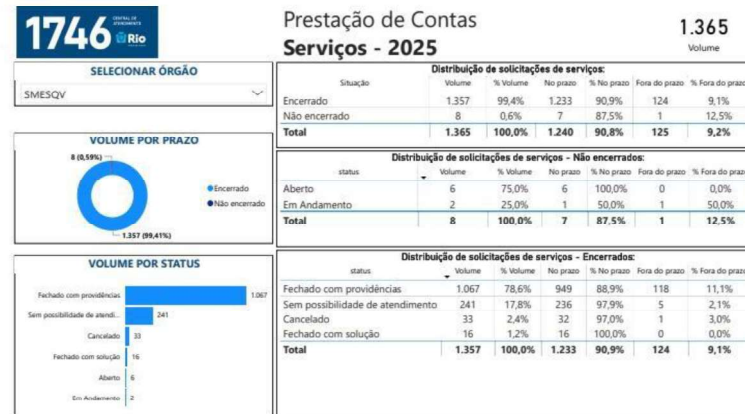 1746
CENTRAL DE
ATENDIMENTO
Rio
Prestação de Contas
Serviços - 2025
1.365
Volume
SELECIONAR ÓRGÃO
SMESQV
VOLUME POR PRAZO
8 (0,59%)
Encerrado
Não encerrado
1.357 (99,41%)
VOLUME POR STATUS
Fechado com providências 1.067
Sem possibilidade de atendi... 241
Cancelado 33
Fechado com solução 16
Aberto 6
Em Andamento 2
Distribuição de solicitações de serviços:
Situação Volume % Volume No prazo % No prazo Fora do prazo % Fora do prazo
Encerrado 1.357 99,4% 1.233 90,9% 124 9,1%
Não encerrado 8 0,6% 7 87,5% 1 12,5%
Total 1.365 100,0% 1.240 90,8% 125 9,2%
Distribuição de solicitações de serviços - Não encerrados:
status Volume % Volume No prazo % No prazo Fora do prazo % Fora do prazo
Aberto 6 75,0% 6 100,0% 0 0,0%
Em Andamento 2 25,0% 1 50,0% 1 50,0%
Total 8 100,0% 7 87,5% 1 12,5%
Distribuição de solicitações de serviços - Encerrados:
status Volume % Volume No prazo % No prazo Fora do prazo % Fora do prazo
Fechado com providências 1.067 78,6% 949 88,9% 118 11,1%
Sem possibilidade de atendimento 241 17,8% 236 97,9% 5 2,1%
Cancelado 33 2,4% 32 97,0% 1 3,0%
Fechado com solução 16 1,2% 16 100,0% 0 0,0%
Total 1.357 100,0% 1.233 90,9% 124 9,1%